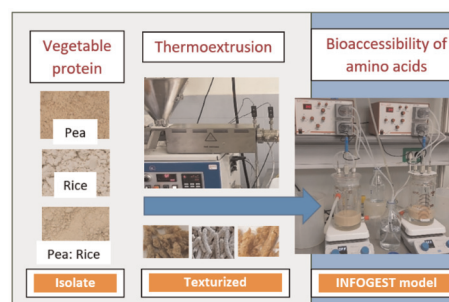 Vegetable
protein
Thermoextrusion
Bioaccessibility of
amino acids
Pea
Rice
Pea: Rice
Isolate
Texturized
INFOGEST model